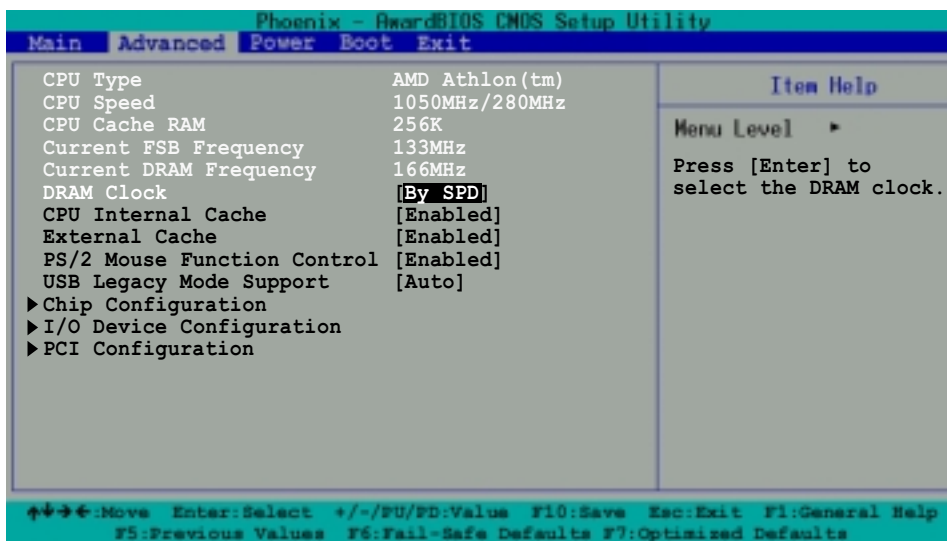 Phoenix - AwardBIOS CMOS Setup Utility
Main Advanced Power Boot Exit
CPU Type AMD Athlon(tm)
CPU Speed 1050MHz/280MHz
CPU Cache RAM 256K
Current FSB Frequency 133MHz
Current DRAM Frequency 166MHz
DRAM Clock [By SPD]
CPU Internal Cache [Enabled]
External Cache [Enabled]
PS/2 Mouse Function Control [Enabled]
USB Legacy Mode Support [Auto]
▶Chip Configuration
▶I/O Device Configuration
▶PCI Configuration
Item Help
Menu Level ▶
Press [Enter] to
select the DRAM clock.
↑↓→←:Move Enter:Select +/-/PU/PD:Value F10:Save Esc:Exit F1:General Help
F5:Previous Values F6:Fail-Safe Defaults F7:Optimized Defaults